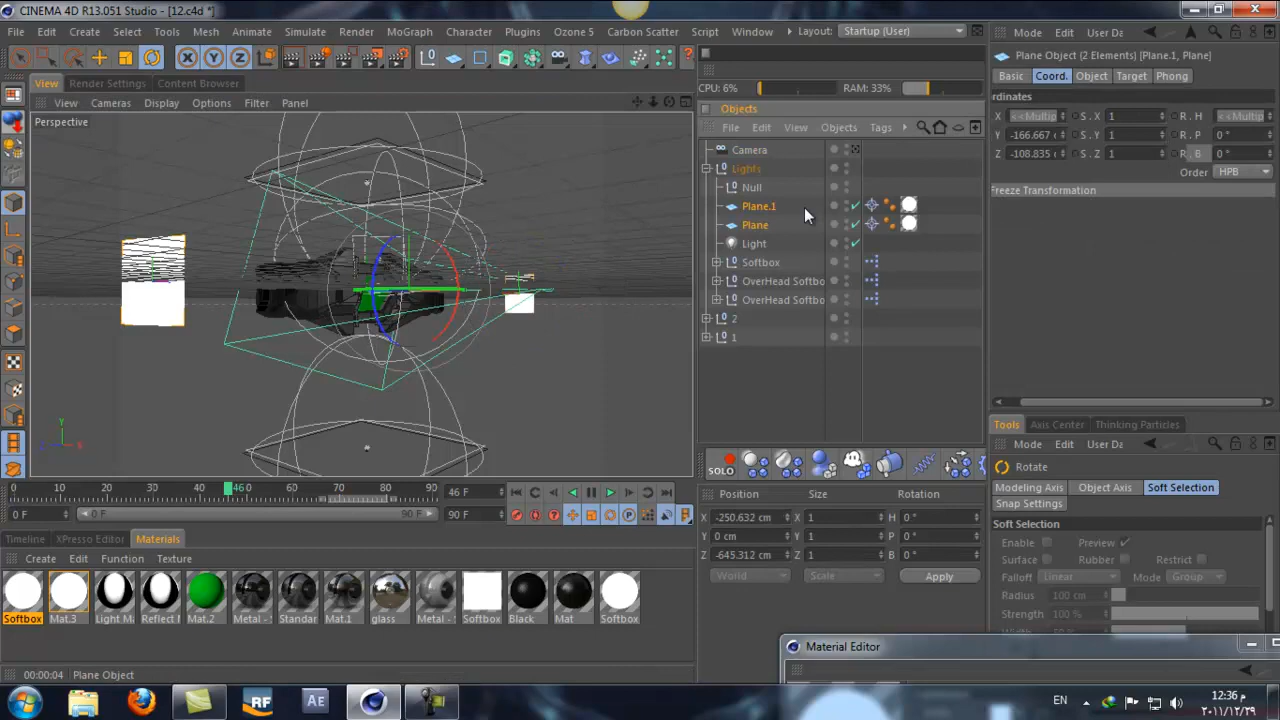 CINEMA 4D R13.051 Studio - [12.c4d *]
File Edit Create Select Tools Mesh Animate Simulate Render MoGraph Character Plugins Ozone 5 Carbon Scatter Script Window Layout: Startup (User)
X Y Z
View Render Settings Content Browser
View Cameras Display Options Filter Panel
Perspective
CPU: 6% RAM: 33%
Objects
File Edit View Objects Tags
Camera
Lights
Null
Plane.1
Plane
Light
Softbox
OverHead Softbo
OverHead Softbo
2
1
Mode Edit User Da
Plane Object (2 Elements) [Plane.1, Plane]
Basic Coord. Object Target Phong
rdinates
X <<Multip S . X 1 R . H <<Multip
Y -166.667 S . Y 1 R . P 0 °
Z -108.835 S . Z 1 R . B 0 °
Order HPB
Freeze Transformation
Tools Axis Center Thinking Particles
Mode Edit User Da
Rotate
Modeling Axis Object Axis Soft Selection
Snap Settings
Soft Selection
Enable Preview
Surface Rubber Restrict
Falloff Linear Mode Group
Radius 100 cm
Strength 100 %
SOLO
Position Size Rotation
X -250.632 cm X 1 H 0 °
Y 0 cm Y 1 P 0 °
Z -645.312 cm Z 1 B 0 °
World Scale Apply
0 10 20 30 40 46 50 60 70 80 90 46 F
0 F 0 F 90 F 90 F
Timeline XPresso Editor Materials
Create Edit Function Texture
Softbox Mat.3 Light Ma Reflect M Mat.2 Metal - S Standar Mat.1 glass Metal - S Softbox Black Mat Softbox
00:00:04 Plane Object
Material Editor
RF Ae
EN
12:36 م
٢٠١١/١٢/٢٩